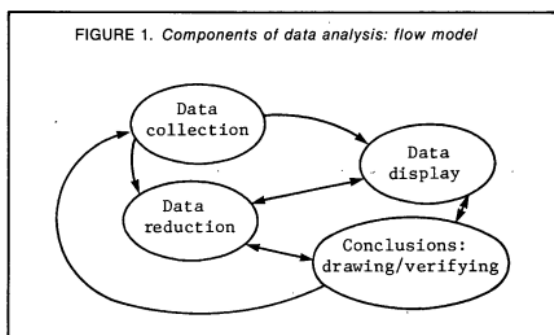 FIGURE 1. Components of data analysis: flow model
Data
collection
Data
display
Data
reduction
Conclusions:
drawing/verifying